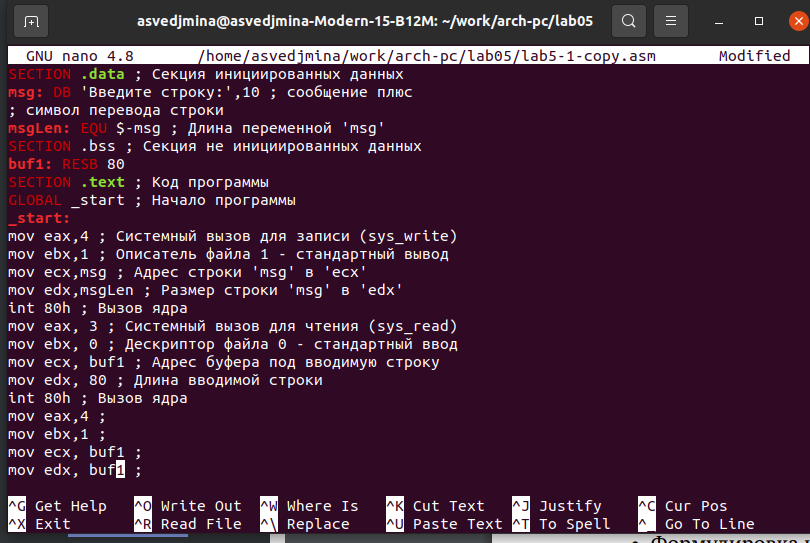 asvedjmina@asvedjmina-Modern-15-B12M: ~/work/arch-pc/lab05
GNU nano 4.8 /home/asvedjmina/work/arch-pc/lab05/lab5-1-copy.asm Modified
SECTION .data ; Секция инициированных данных
msg: DB 'Введите строку:',10 ; сообщение плюс
; символ перевода строки
msgLen: EQU $-msg ; Длина переменной 'msg'
SECTION .bss ; Секция не инициированных данных
buf1: RESB 80
SECTION .text ; Код программы
GLOBAL _start ; Начало программы
_start:
mov eax,4 ; Системный вызов для записи (sys_write)
mov ebx,1 ; Описатель файла 1 - стандартный вывод
mov ecx,msg ; Адрес строки 'msg' в 'ecx'
mov edx,msgLen ; Размер строки 'msg' в 'edx'
int 80h ; Вызов ядра
mov eax, 3 ; Системный вызов для чтения (sys_read)
mov ebx, 0 ; Дескриптор файла 0 - стандартный ввод
mov ecx, buf1 ; Адрес буфера под вводимую строку
mov edx, 80 ; Длина вводимой строки
int 80h ; Вызов ядра
mov eax,4 ;
mov ebx,1 ;
mov ecx, buf1 ;
mov edx, buf1 ;
^G Get Help ^O Write Out ^W Where Is ^K Cut Text ^J Justify ^C Cur Pos
^X Exit ^R Read File ^\ Replace ^U Paste Text ^T To Spell ^_ Go To Line